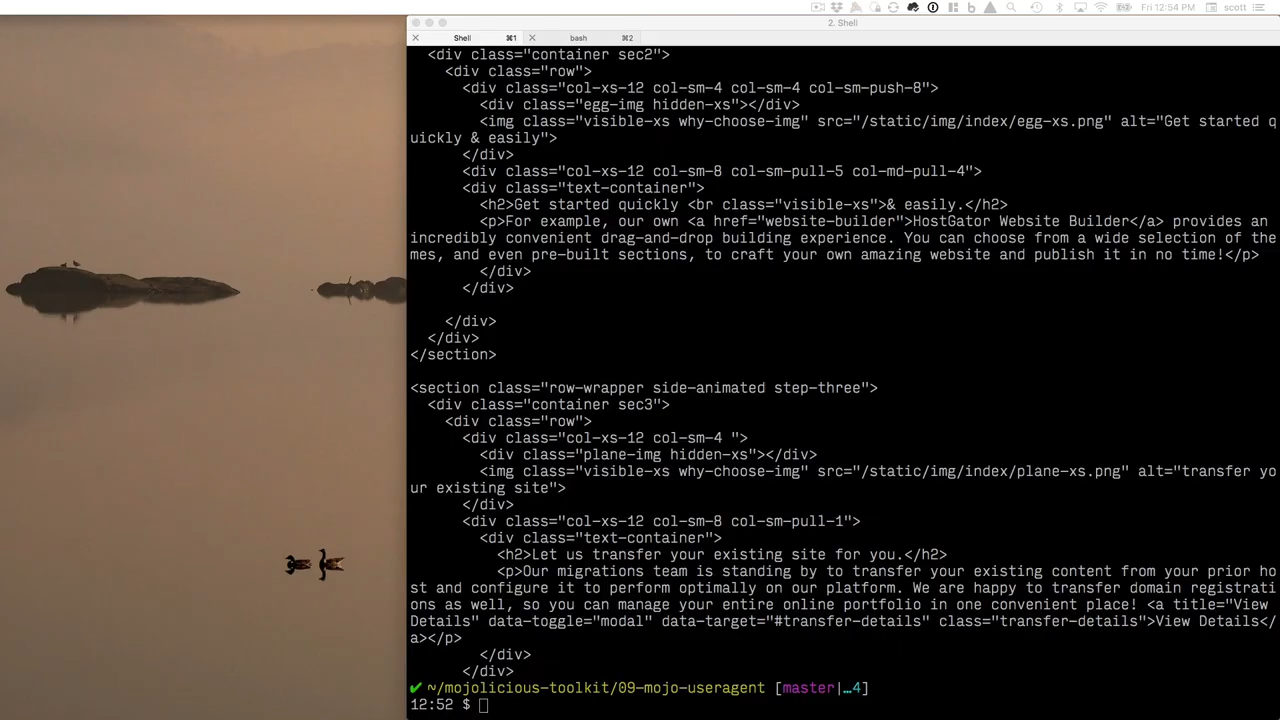 Fri 12:54 PM scott
2. Shell
Shell ⌘1 bash ⌘2
<div class="container sec2">
<div class="row">
<div class="col-xs-12 col-sm-4 col-sm-4 col-sm-push-8">
<div class="egg-img hidden-xs"></div>
<img class="visible-xs why-choose-img" src="/static/img/index/egg-xs.png" alt="Get started q
uickly & easily">
</div>
<div class="col-xs-12 col-sm-8 col-sm-pull-5 col-md-pull-4">
<div class="text-container">
<h2>Get started quickly <br class="visible-xs">& easily.</h2>
<p>For example, our own <a href="website-builder">HostGator Website Builder</a> provides an
incredibly convenient drag-and-drop building experience. You can choose from a wide selection of the
mes, and even pre-built sections, to craft your own amazing website and publish it in no time!</p>
</div>
</div>
</div>
</div>
</section>
<section class="row-wrapper side-animated step-three">
<div class="container sec3">
<div class="row">
<div class="col-xs-12 col-sm-4 ">
<div class="plane-img hidden-xs"></div>
<img class="visible-xs why-choose-img" src="/static/img/index/plane-xs.png" alt="transfer yo
ur existing site">
</div>
<div class="col-xs-12 col-sm-8 col-sm-pull-1">
<div class="text-container">
<h2>Let us transfer your existing site for you.</h2>
<p>Our migrations team is standing by to transfer your existing content from your prior ho
st and configure it to perform optimally on our platform. We are happy to transfer domain registrati
ons as well, so you can manage your entire online portfolio in one convenient place! <a title="View
Details" data-toggle="modal" data-target="#transfer-details" class="transfer-details">View Details</
a></p>
</div>
</div>
✔ ~/mojolicious-toolkit/09-mojo-useragent [master|…4]
12:52 $